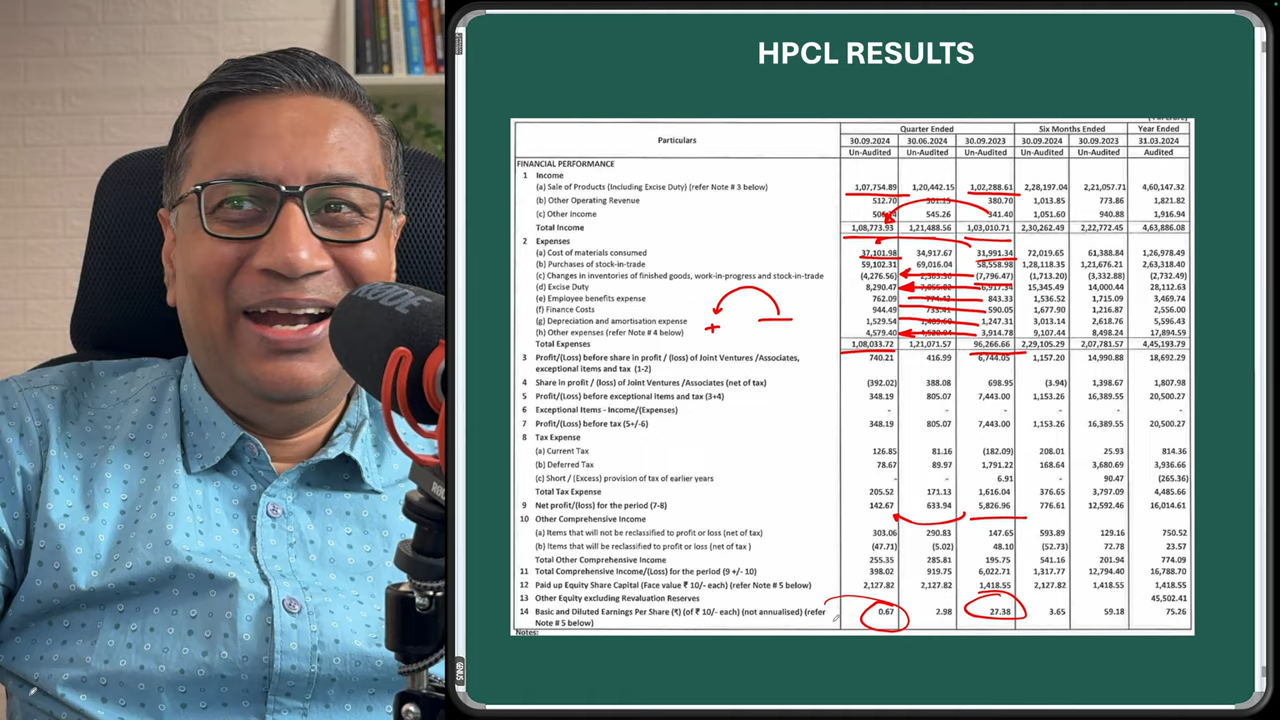 HPCL RESULTS
Particulars
Quarter Ended Six Months Ended Year Ended
30.09.2024 30.06.2024 30.09.2023 30.09.2024 30.09.2023 31.03.2024
Un-Audited Un-Audited Un-Audited Un-Audited Un-Audited Audited
FINANCIAL PERFORMANCE
1 Income
(a) Sale of Products (Including Excise Duty) (refer Note # 3 below) 1,07,754.89 1,20,442.15 1,02,288.61 2,28,197.04 2,21,057.71 4,60,147.32
(b) Other Operating Revenue 512.70 380.70 1,013.85 773.86 1,821.82
(c) Other Income 545.26 341.40 1,051.60 940.88 1,916.94
Total Income 1,08,773.93 1,21,488.56 1,03,010.71 2,30,262.49 2,22,772.45 4,63,886.08
2 Expenses
(a) Cost of materials consumed 37,101.98 34,917.67 31,991.34 72,019.65 61,388.84 1,26,978.49
(b) Purchases of stock-in-trade 59,102.31 69,016.04 58,558.98 1,28,118.35 1,21,676.21 2,63,318.40
(c) Changes in inventories of finished goods, work-in-progress and stock-in-trade (4,276.56) (7,796.47) (1,713.20) (3,332.88) (2,732.49)
(d) Excise Duty 8,290.47 6,917.34 15,345.49 14,000.44 28,112.63
(e) Employee benefits expense 762.09 843.33 1,536.52 1,715.09 3,469.74
(f) Finance Costs 944.49 590.05 1,677.90 1,216.87 2,556.00
(g) Depreciation and amortisation expense 1,529.54 1,247.31 3,013.14 2,618.76 5,596.43
(h) Other expenses (refer Note # 4 below) 4,579.40 3,914.78 9,107.44 8,498.24 17,894.59
Total Expenses 1,08,033.72 1,21,071.57 96,266.66 2,29,105.29 2,07,781.57 4,45,193.79
3 Profit/(Loss) before share in profit / (loss) of Joint Ventures /Associates, 740.21 416.99 6,744.05 1,157.20 14,990.88 18,692.29
exceptional items and tax (1-2)
4 Share in profit / (loss) of Joint Ventures /Associates (net of tax) (392.02) 388.08 698.95 (3.94) 1,398.67 1,807.98
5 Profit/(Loss) before exceptional items and tax (3+4) 348.19 805.07 7,443.00 1,153.26 16,389.55 20,500.27
6 Exceptional Items - Income/(Expenses) - - - - - -
7 Profit/(Loss) before tax (5+/-6) 348.19 805.07 7,443.00 1,153.26 16,389.55 20,500.27
8 Tax Expense
(a) Current Tax 126.85 81.16 (182.09) 208.01 25.93 814.36
(b) Deferred Tax 78.67 89.97 1,791.22 168.64 3,680.69 3,936.66
(c) Short / (Excess) provision of tax of earlier years - - 6.91 - 90.47 (265.36)
Total Tax Expense 205.52 171.13 1,616.04 376.65 3,797.09 4,485.66
9 Net profit/(loss) for the period (7-8) 142.67 633.94 5,826.96 776.61 12,592.46 16,014.61
10 Other Comprehensive Income
(a) Items that will not be reclassified to profit or loss (net of tax) 303.06 290.83 147.65 593.89 129.16 750.52
(b) Items that will be reclassified to profit or loss (net of tax ) (47.71) (5.02) 48.10 (52.73) 72.78 23.57
Total Other Comprehensive Income 255.35 285.81 195.75 541.16 201.94 774.09
11 Total Comprehensive Income/(Loss) for the period (9 +/- 10) 398.02 919.75 6,022.71 1,317.77 12,794.40 16,788.70
12 Paid up Equity Share Capital (Face value ₹ 10/- each) (refer Note # 5 below) 2,127.82 2,127.82 1,418.55 2,127.82 1,418.55 1,418.55
13 Other Equity excluding Revaluation Reserves 45,502.41
14 Basic and Diluted Earnings Per Share (₹) (of ₹ 10/- each) (not annualised) (refer 0.67 2.98 27.38 3.65 59.18 75.26
Note # 5 below)
Notes:
RODE